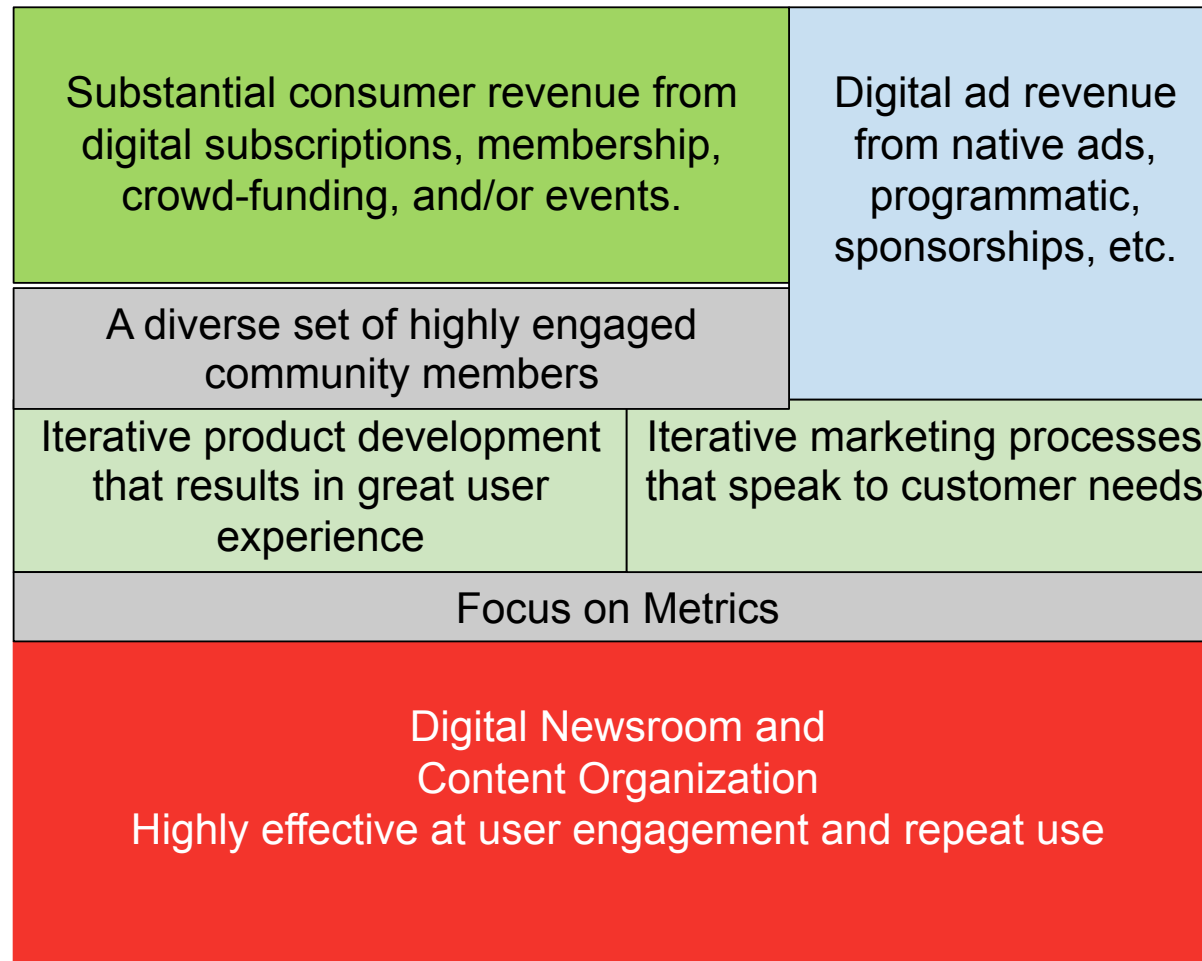 Substantial consumer revenue from
digital subscriptions, membership,
crowd-funding, and/or events.
Digital ad revenue
from native ads,
programmatic,
sponsorships, etc.
A diverse set of highly engaged
community members
Iterative product development
that results in great user
experience
Iterative marketing processes
that speak to customer needs
Focus on Metrics
Digital Newsroom and
Content Organization
Highly effective at user engagement and repeat use